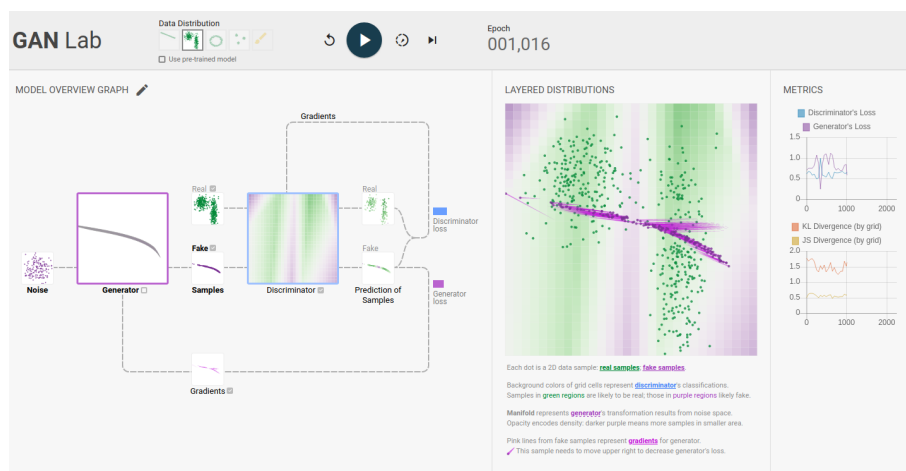 GAN Lab
Data Distribution
Use pre-trained model
Epoch
001,016
MODEL OVERVIEW GRAPH
Gradients
Real
Fake
Noise
Generator
Samples
Discriminator
Real
Fake
Prediction of
Samples
Discriminator
loss
Generator
loss
Gradients
LAYERED DISTRIBUTIONS
Each dot is a 2D data sample: real samples; fake samples.
Background colors of grid cells represent discriminator's classifications.
Samples in green regions are likely to be real; those in purple regions likely fake.
Manifold represents generator's transformation results from noise space.
Opacity encodes density: darker purple means more samples in smaller area.
Pink lines from fake samples represent gradients for generator.
This sample needs to move upper right to decrease generator's loss.
METRICS
Discriminator's Loss
Generator's Loss
1.5
1.0
0.5
0
0 1000 2000
KL Divergence (by grid)
JS Divergence (by grid)
2.0
1.5
1.0
0.5
0
0 1000 2000